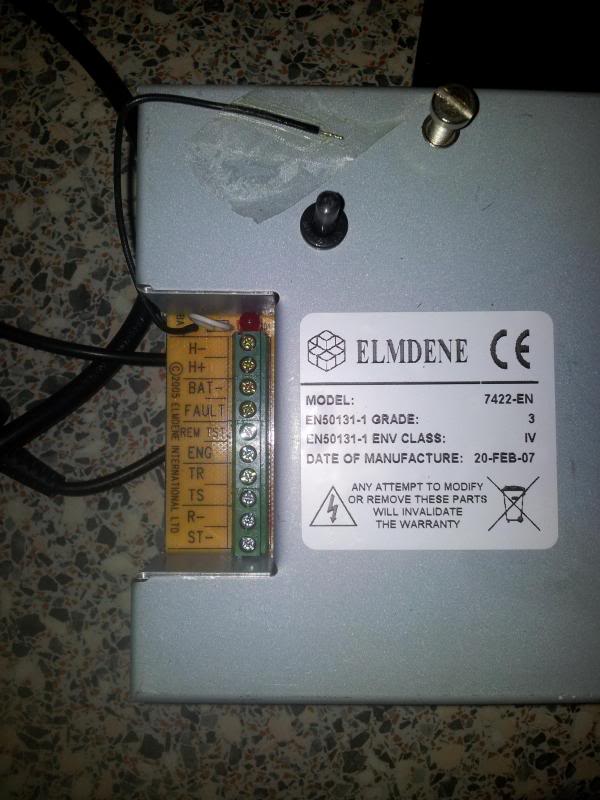 BA
H-
H+
BAT-
FAULT
REM TST
ENG
TR
TS
R-
ST-
©2005 ELMDENE INTERNATIONAL LTD
ELMDENE CE
MODEL: 7422-EN
EN50131-1 GRADE: 3
EN50131-1 ENV CLASS: IV
DATE OF MANUFACTURE: 20-FEB-07
ANY ATTEMPT TO MODIFY
OR REMOVE THESE PARTS
WILL INVALIDATE
THE WARRANTY